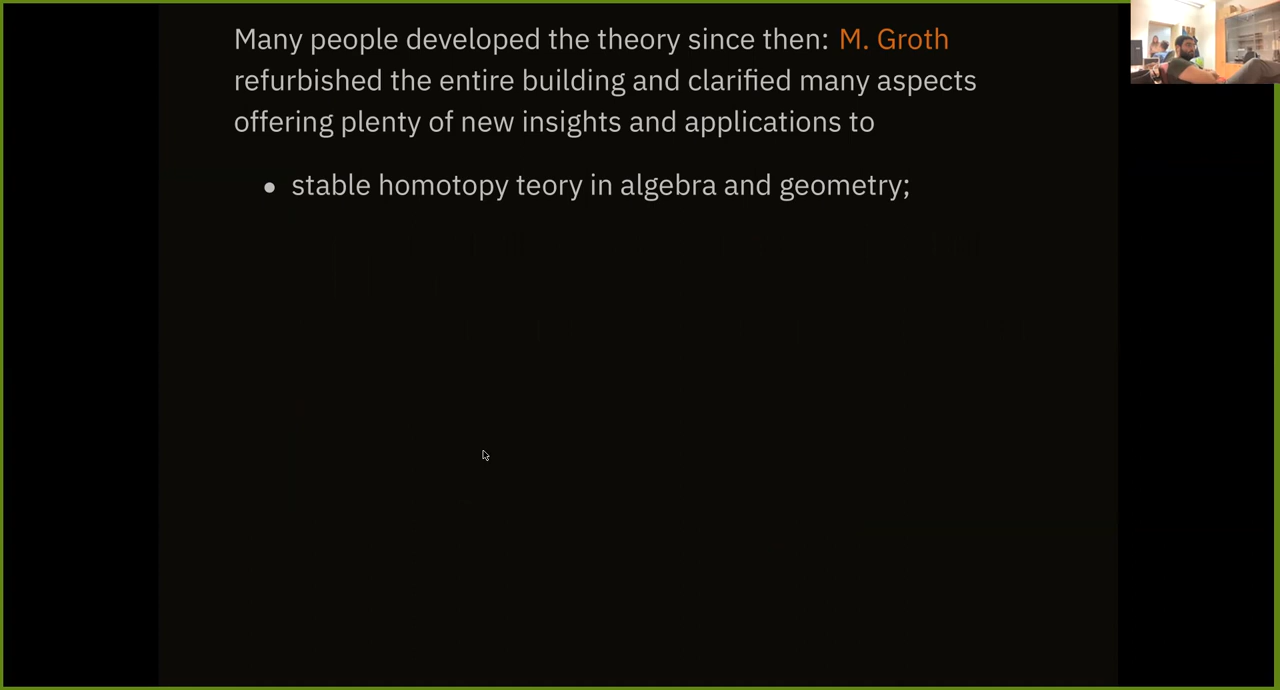 Many people developed the theory since then: M. Groth
refurbished the entire building and clarified many aspects
offering plenty of new insights and applications to
• stable homotopy teory in algebra and geometry;